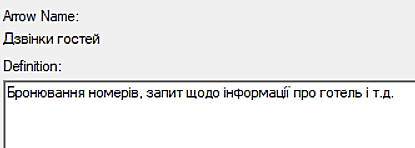 Arrow Name:
Дзвінки гостей
Definition:
Бронювання номерів, запит щодо інформації про готель і т.д.